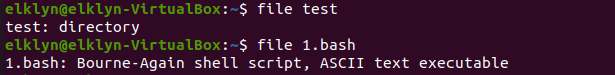 elklyn@elklyn-VirtualBox:~$ file test
test: directory
elklyn@elklyn-VirtualBox:~$ file 1.bash
1.bash: Bourne-Again shell script, ASCII text executable